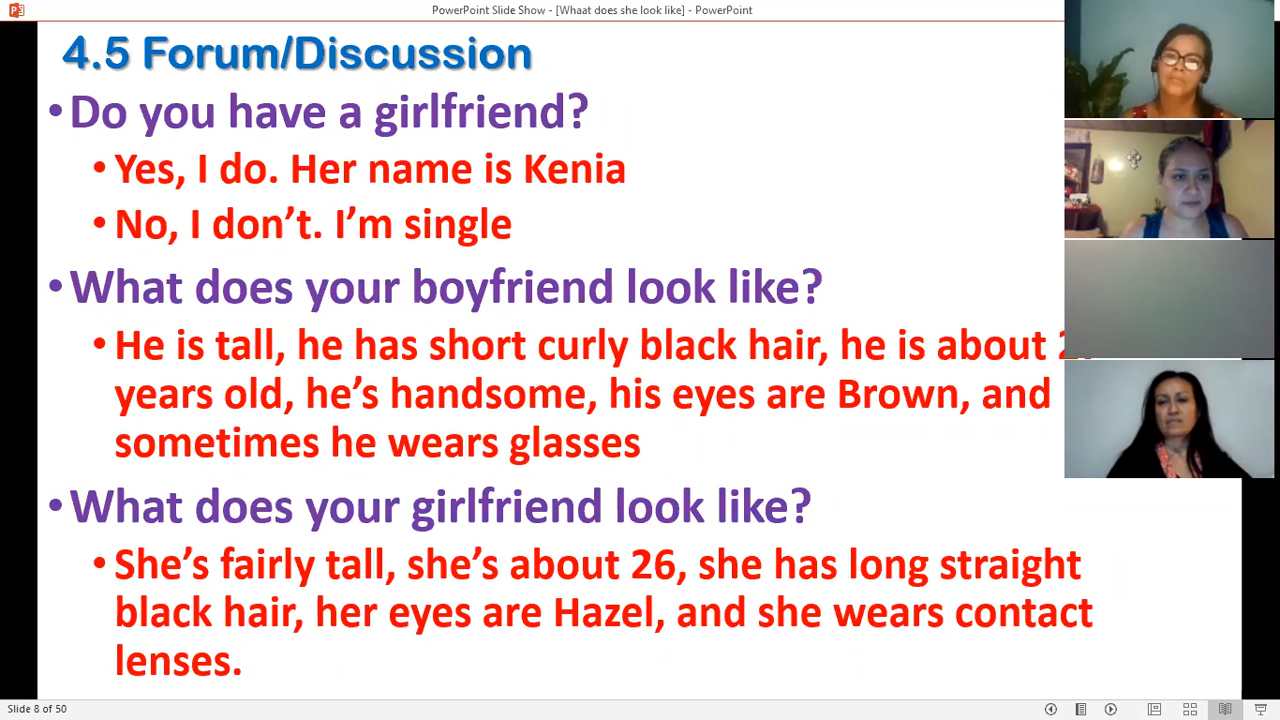 PowerPoint Slide Show - [Whaat does she look like] - PowerPoint
4.5 Forum/Discussion
•Do you have a girlfriend?
•Yes, I do. Her name is Kenia
•No, I don’t. I’m single
•What does your boyfriend look like?
•He is tall, he has short curly black hair, he is about
years old, he’s handsome, his eyes are Brown, and
sometimes he wears glasses
•What does your girlfriend look like?
•She’s fairly tall, she’s about 26, she has long straight
black hair, her eyes are Hazel, and she wears contact
lenses.
Slide 8 of 50